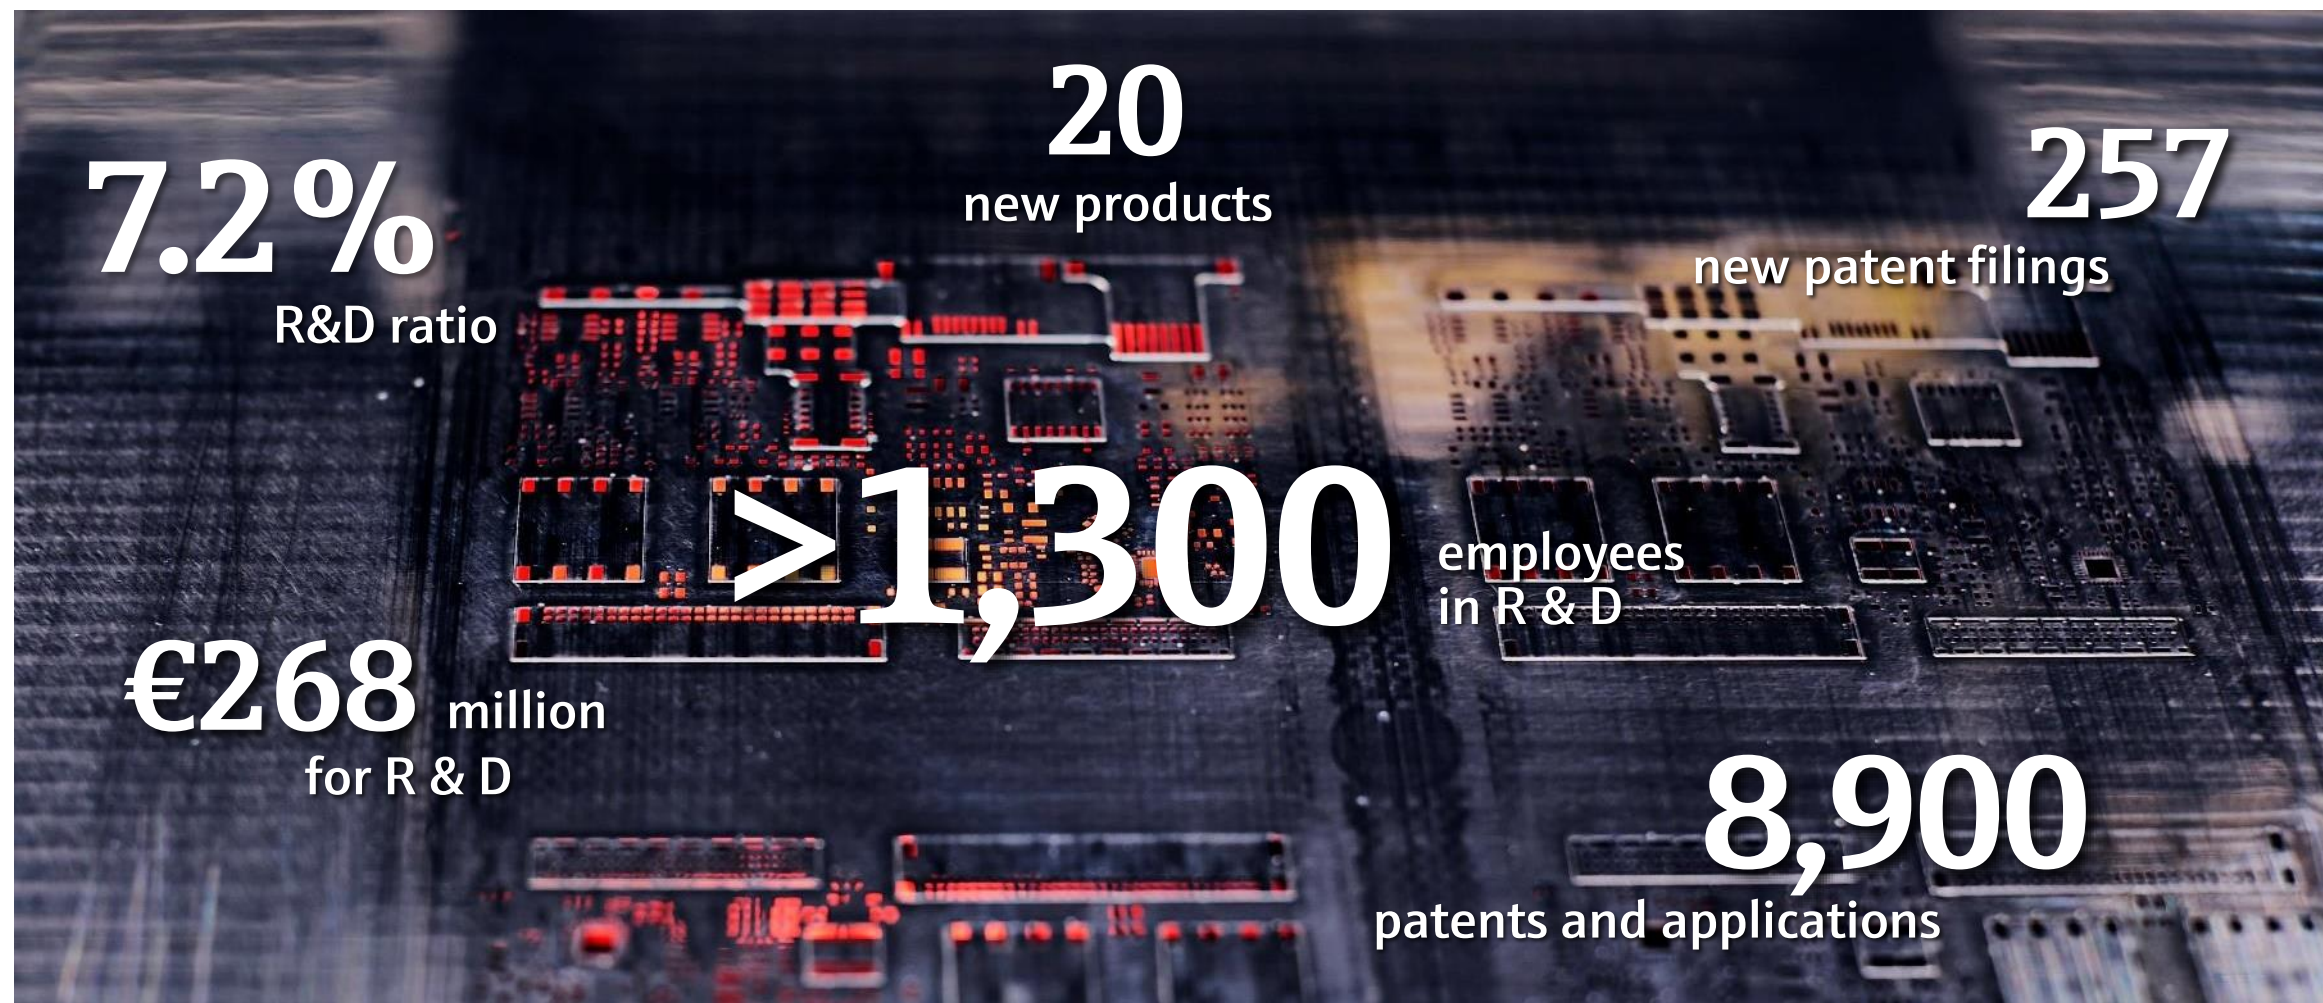 20
new products
257
new patent filings
7.2%
R&D ratio
>1,300
employees
in R & D
€268 million
for R & D
8,900
patents and applications